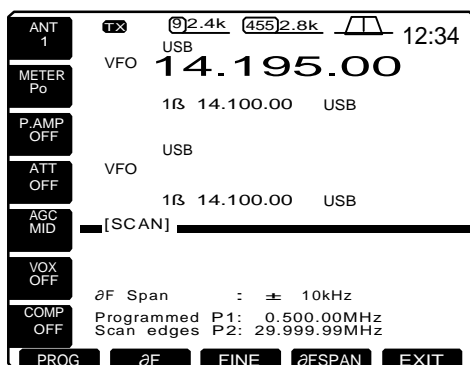 ANT
1
METER
Po
P.AMP
OFF
ATT
OFF
AGC
MID
VOX
OFF
COMP
OFF
TX
9 2.4k 455 2.8k
12:34
USB
VFO 14.195.00
1ß 14.100.00 USB
USB
VFO
1ß 14.100.00 USB
[SCAN]
∂F Span : ± 10kHz
Programmed P1: 0.500.00MHz
Scan edges P2: 29.999.99MHz
PROG ∂F FINE ∂FSPAN EXIT